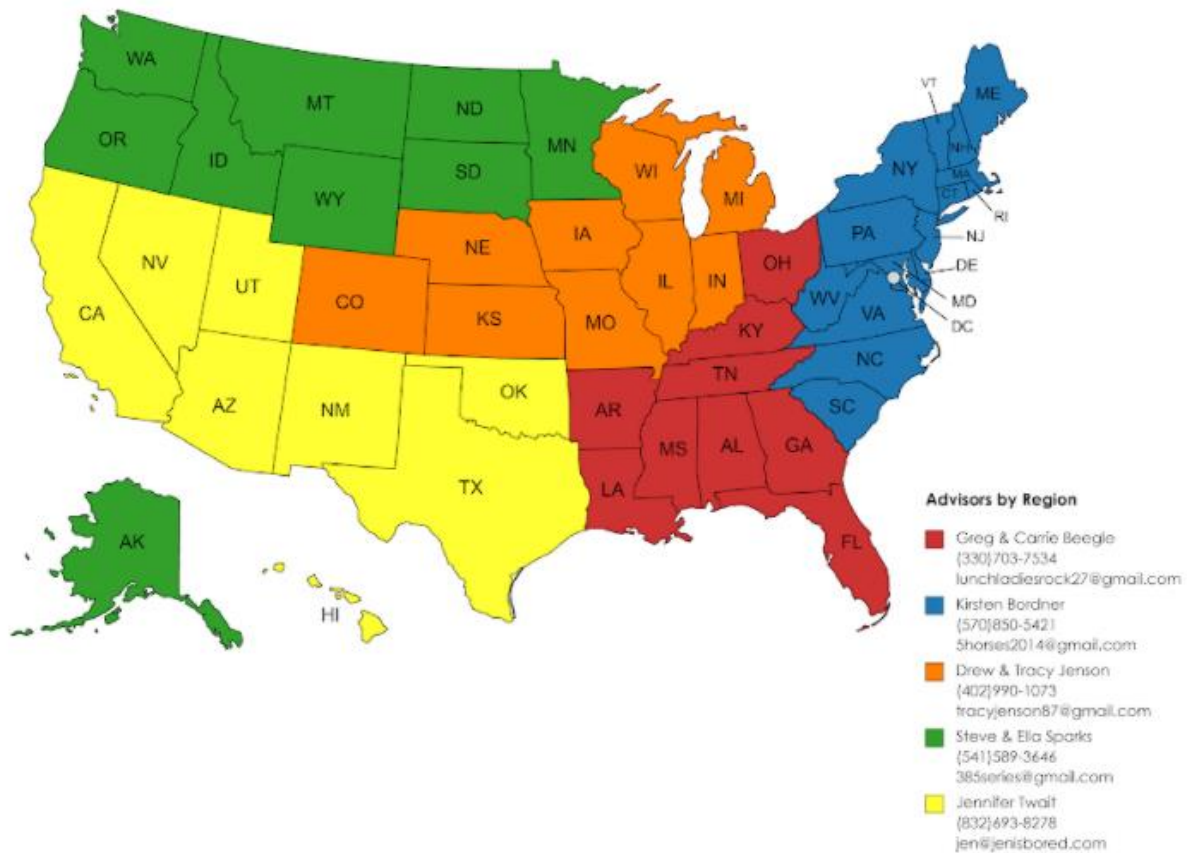 WA
MT
ND
MN
OR
ID
SD
WY
WI
MI
VT
ME
NH
NY
MA
CT
RI
NV
UT
CA
CO
NE
IA
KS
MO
IL
IN
OH
PA
NJ
DE
MD
DC
WV
VA
KY
NC
TN
SC
AZ
NM
OK
AR
TX
LA
MS
AL
GA
FL
AK
HI
Advisors by Region
Greg & Carrie Beegle
(330)703-7534
lunchladiesrock27@gmail.com
Kirsten Bordner
(570)850-5421
5horses2014@gmail.com
Drew & Tracy Jenson
(402)990-1073
tracyjenson87@gmail.com
Steve & Ella Sparks
(541)589-3646
385series@gmail.com
Jennifer Twait
(832)693-8278
jen@jenisbored.com